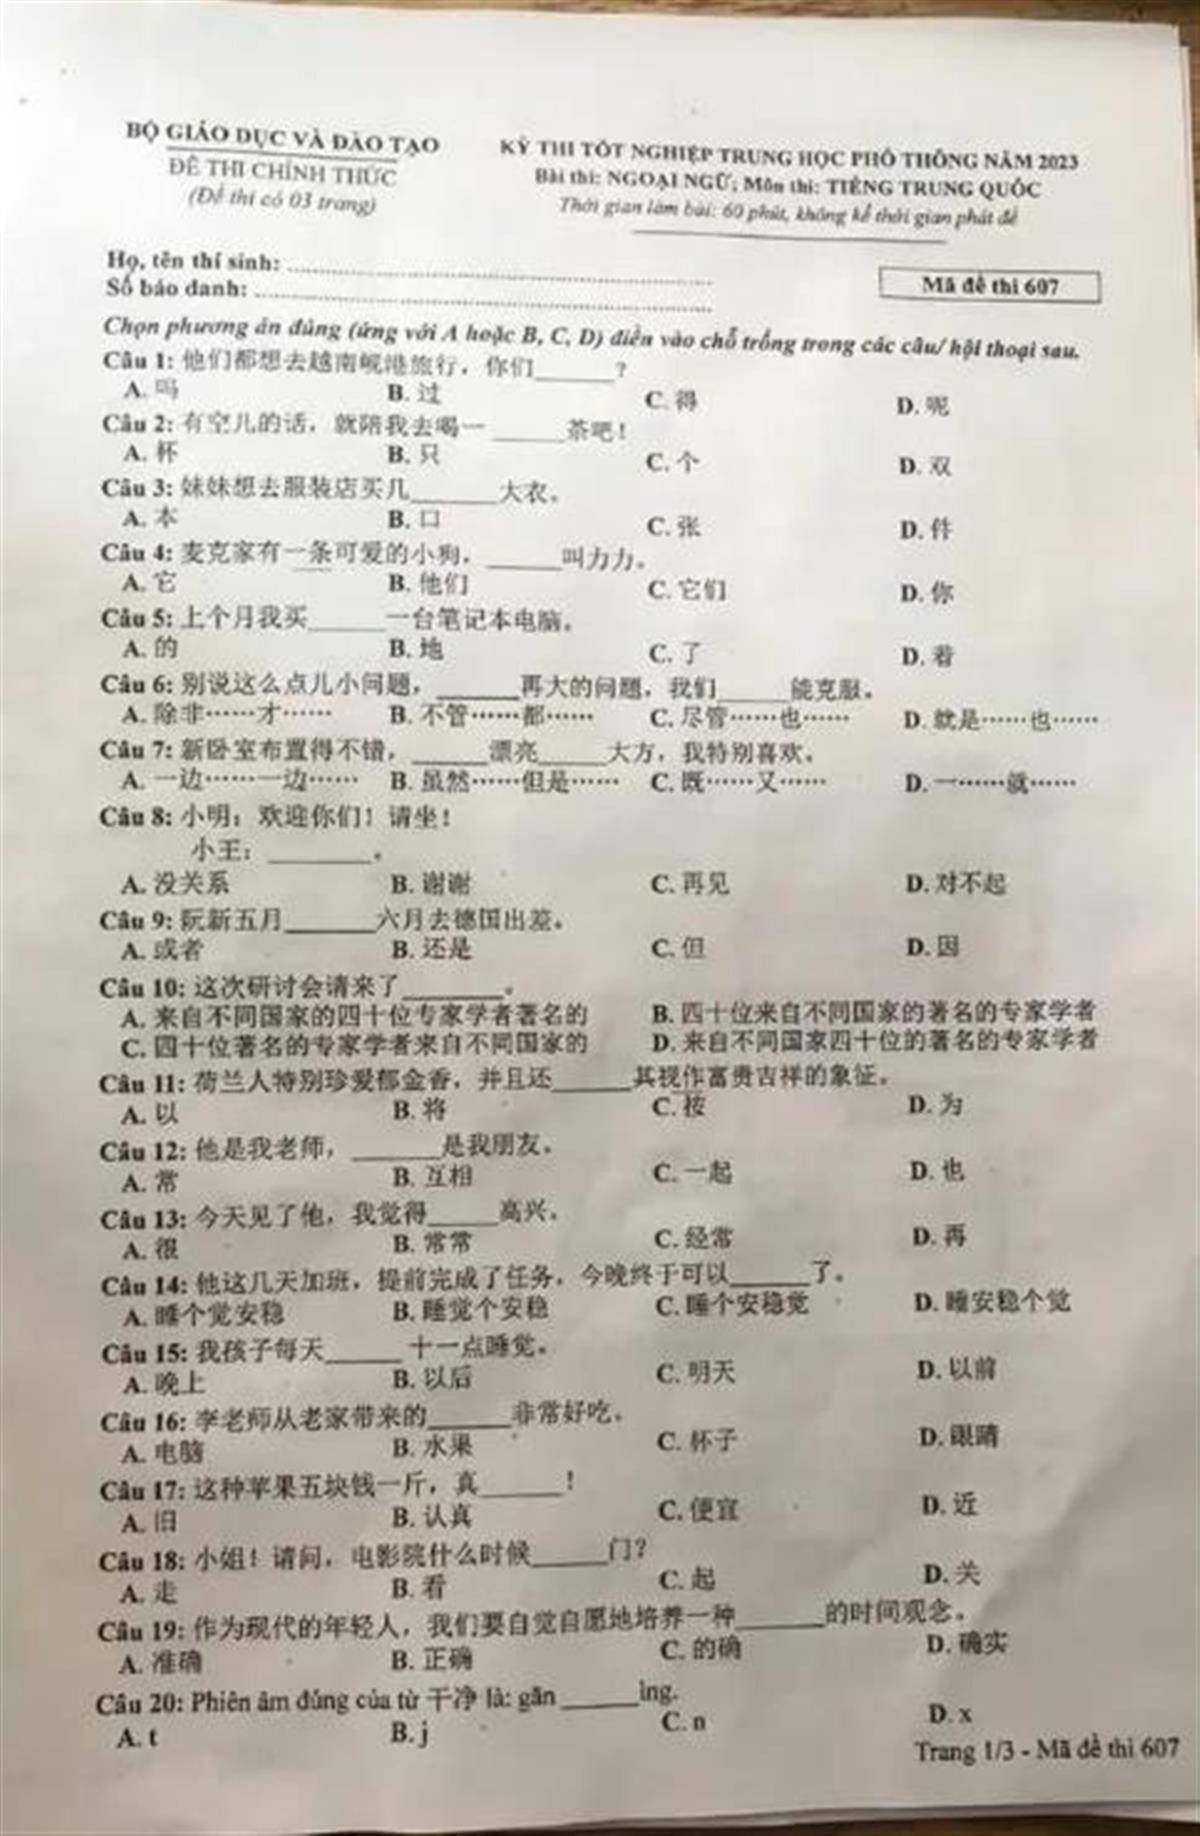 BỘ GIÁO DỤC VÀ ĐÀO TẠO
ĐỀ THI CHÍNH THỨC
(Đề thi có 03 trang)
KỲ THI TỐT NGHIỆP TRUNG HỌC PHỔ THÔNG NĂM 2023
Bài thi: NGOẠI NGỮ; Môn thi: TIẾNG TRUNG QUỐC
Thời gian làm bài: 60 phút, không kể thời gian phát đề
Họ, tên thí sinh:
Số báo danh:
Mã đề thi 607
Chọn phương án đúng (ứng với A hoặc B, C, D) điền vào chỗ trống trong các câu/ hội thoại sau.
Câu 1: 他们都想去越南岘港旅行，你们______?
A. 吗 B. 过 C. 得 D. 呢
Câu 2: 有空儿的话，就陪我去喝一 ______茶吧！
A. 杯 B. 只 C. 个 D. 双
Câu 3: 妹妹想去服装店买几______大衣。
A. 本 B. 口 C. 张 D. 件
Câu 4: 麦克家有一条可爱的小狗，______叫力力。
A. 它 B. 他们 C. 它们 D. 你
Câu 5: 上个月我买______一台笔记本电脑。
A. 的 B. 地 C. 了 D. 着
Câu 6: 别说这么点儿小问题，______再大的问题，我们______能克服。
A. 除非……才…… B. 不管……都…… C. 尽管……也…… D. 就是……也……
Câu 7: 新卧室布置得不错，______漂亮______大方，我特别喜欢。
A. 一边……一边…… B. 虽然……但是…… C. 既……又…… D. 一……就……
Câu 8: 小明：欢迎你们！请坐！
小王：______。
A. 没关系 B. 谢谢 C. 再见 D. 对不起
Câu 9: 阮新五月______六月去德国出差。
A. 或者 B. 还是 C. 但 D. 因
Câu 10: 这次研讨会请来了______。
A. 来自不同国家的四十位专家学者著名的 B. 四十位来自不同国家的著名的专家学者
C. 四十位著名的专家学者来自不同国家的 D. 来自不同国家四十位的著名的专家学者
Câu 11: 荷兰人特别珍爱郁金香，并且还______其视作富贵吉祥的象征。
A. 以 B. 将 C. 按 D. 为
Câu 12: 他是我老师，______是我朋友。
A. 常 B. 互相 C. 一起 D. 也
Câu 13: 今天见了他，我觉得______高兴。
A. 很 B. 常常 C. 经常 D. 再
Câu 14: 他这几天加班，提前完成了任务，今晚终于可以______了。
A. 睡个觉安稳 B. 睡觉个安稳 C. 睡个安稳觉 D. 睡安稳个觉
Câu 15: 我孩子每天______ 十一点睡觉。
A. 晚上 B. 以后 C. 明天 D. 以前
Câu 16: 李老师从老家带来的______非常好吃。
A. 电脑 B. 水果 C. 杯子 D. 眼睛
Câu 17: 这种苹果五块钱一斤，真______！
A. 旧 B. 认真 C. 便宜 D. 近
Câu 18: 小姐！请问，电影院什么时候______门？
A. 走 B. 看 C. 起 D. 关
Câu 19: 作为现代的年轻人，我们要自觉自愿地培养一种______的时间观念。
A. 准确 B. 正确 C. 的确 D. 确实
Câu 20: Phiên âm đúng của từ 干净 là: gān ______ìng.
A. t B. j C. n D. x
Trang 1/3 - Mã đề thi 607